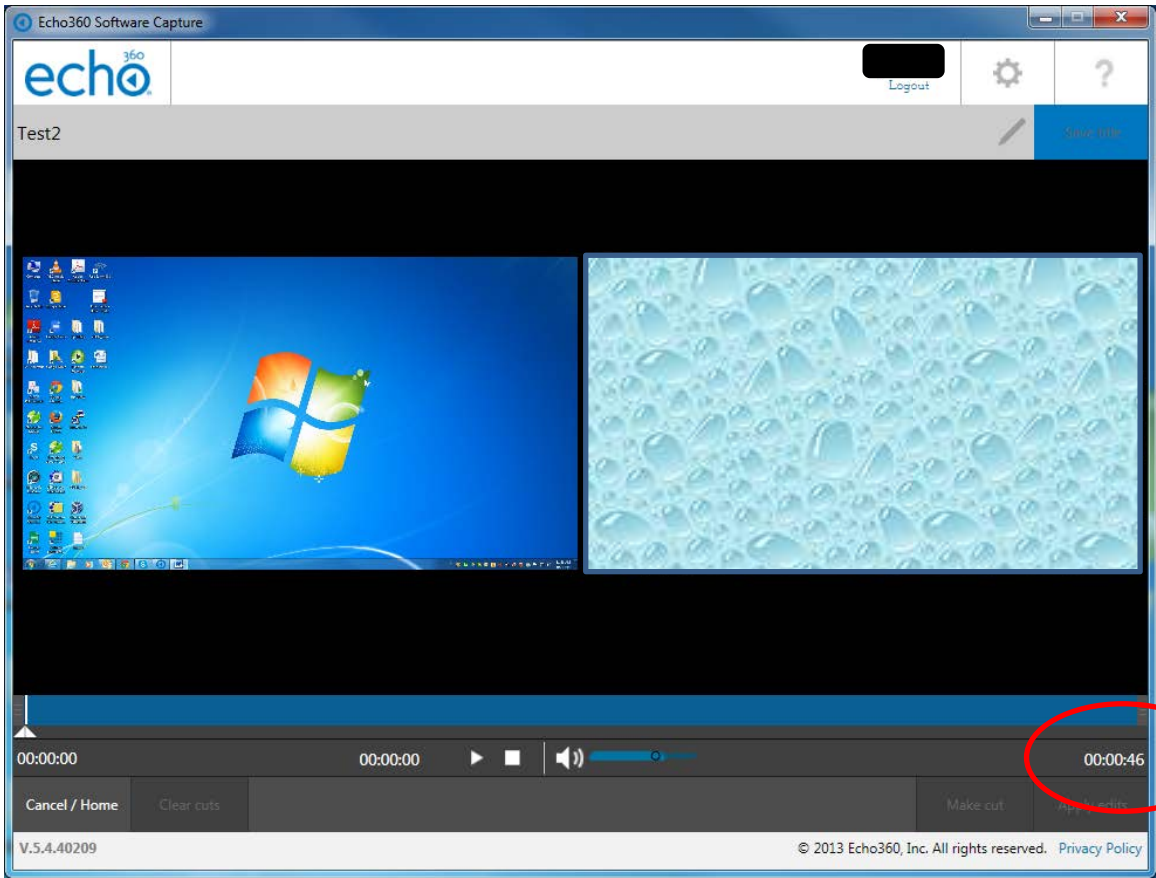 Echo360 Software Capture
echo 360
Logout
?
Test2
Save title
00:00:00
00:00:00
00:00:46
Cancel / Home
Clear cuts
Make cut
Apply edits
V.5.4.40209
© 2013 Echo360, Inc. All rights reserved. Privacy Policy